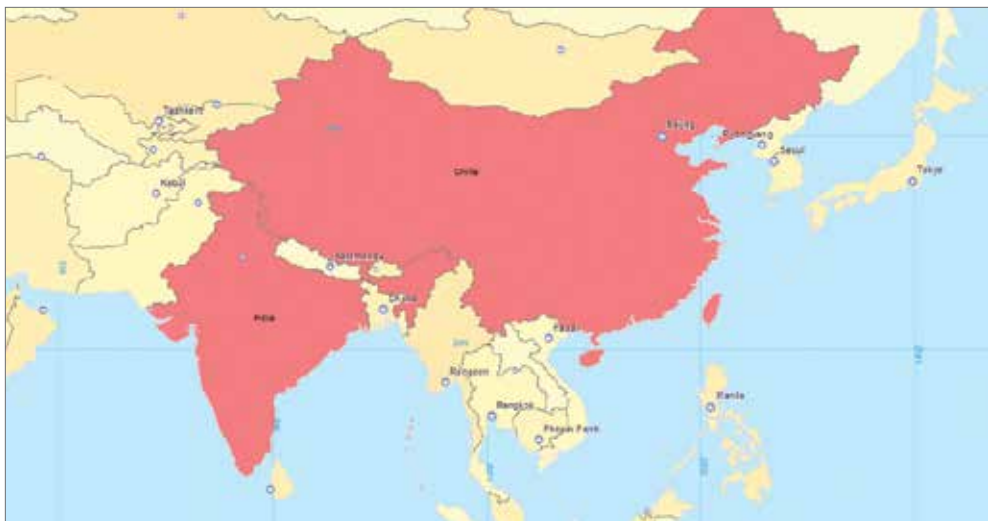 Tashkent
Beijing
Pyongyang
Seoul
Tokyo
Kabul
China
Kathmandu
Dhaka
India
Hanoi
Rangoon
Manila
Bangkok
Phnom Penh